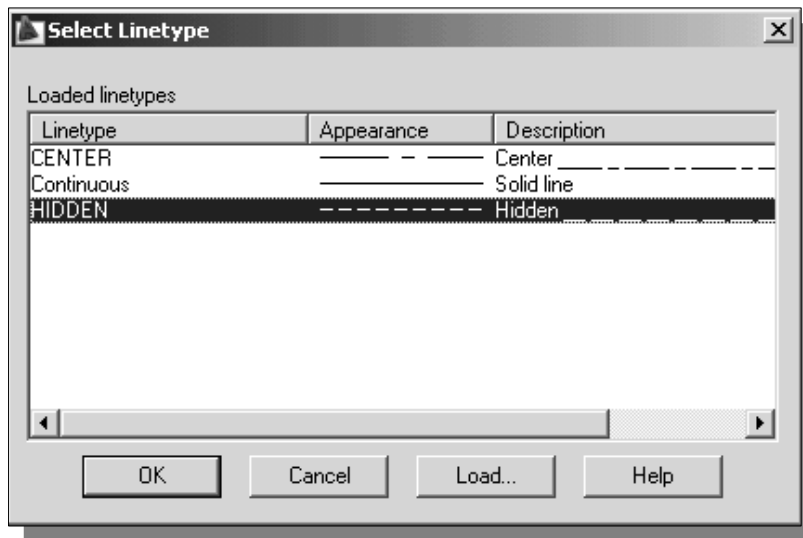 Select Linetype
Loaded linetypes
Linetype Appearance Description
CENTER Center
Continuous Solid line
HIDDEN Hidden
OK Cancel Load... Help